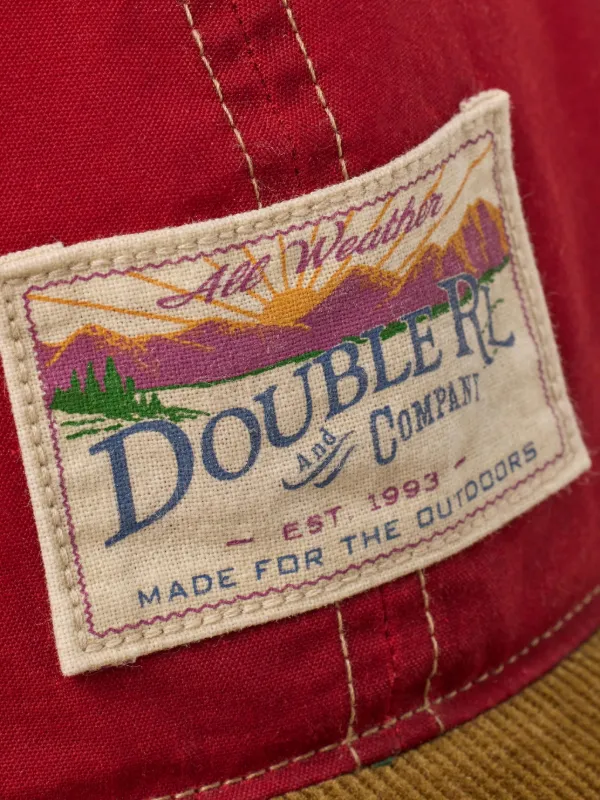 All Weather
DOUBLE RL
And COMPANY
- EST. 1993 -
MADE FOR THE OUTDOORS